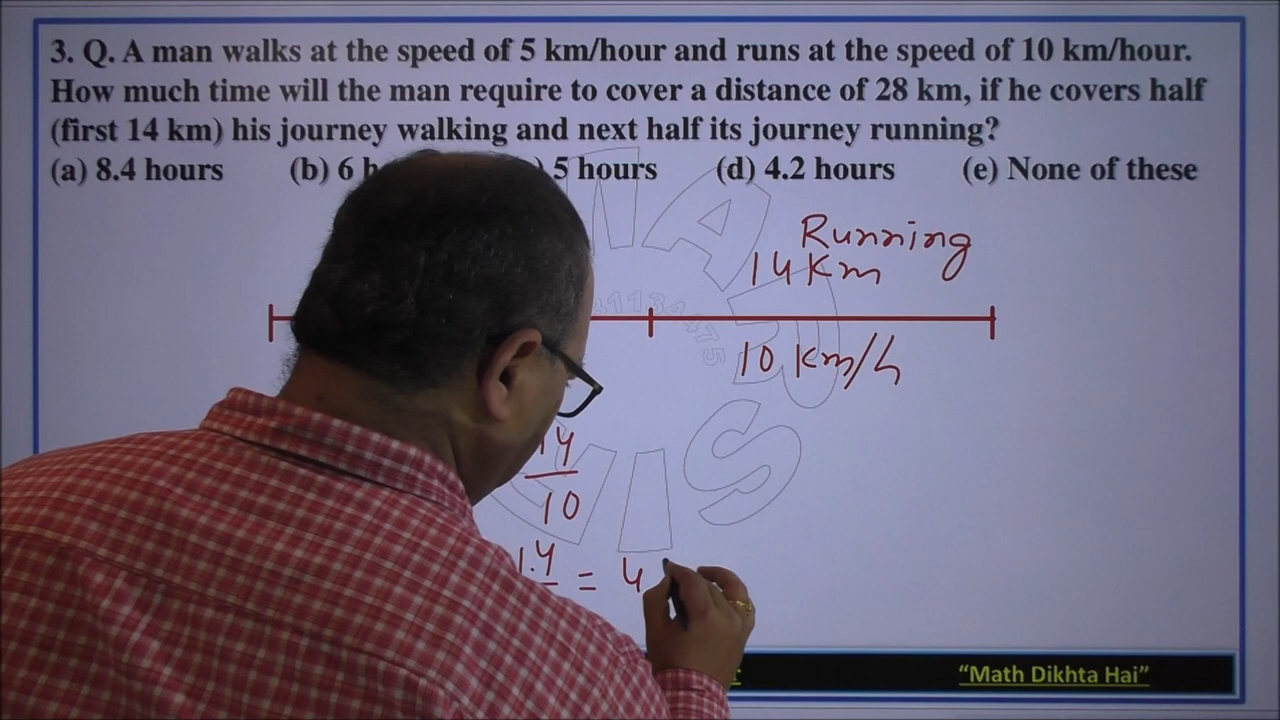 3. Q. A man walks at the speed of 5 km/hour and runs at the speed of 10 km/hour.
How much time will the man require to cover a distance of 28 km, if he covers half
(first 14 km) his journey walking and next half its journey running?
(a) 8.4 hours (b) 6 5 hours (d) 4.2 hours (e) None of these
Running
14 Km
10 Km/h
14
10
1.4 = 4
"Math Dikhta Hai"